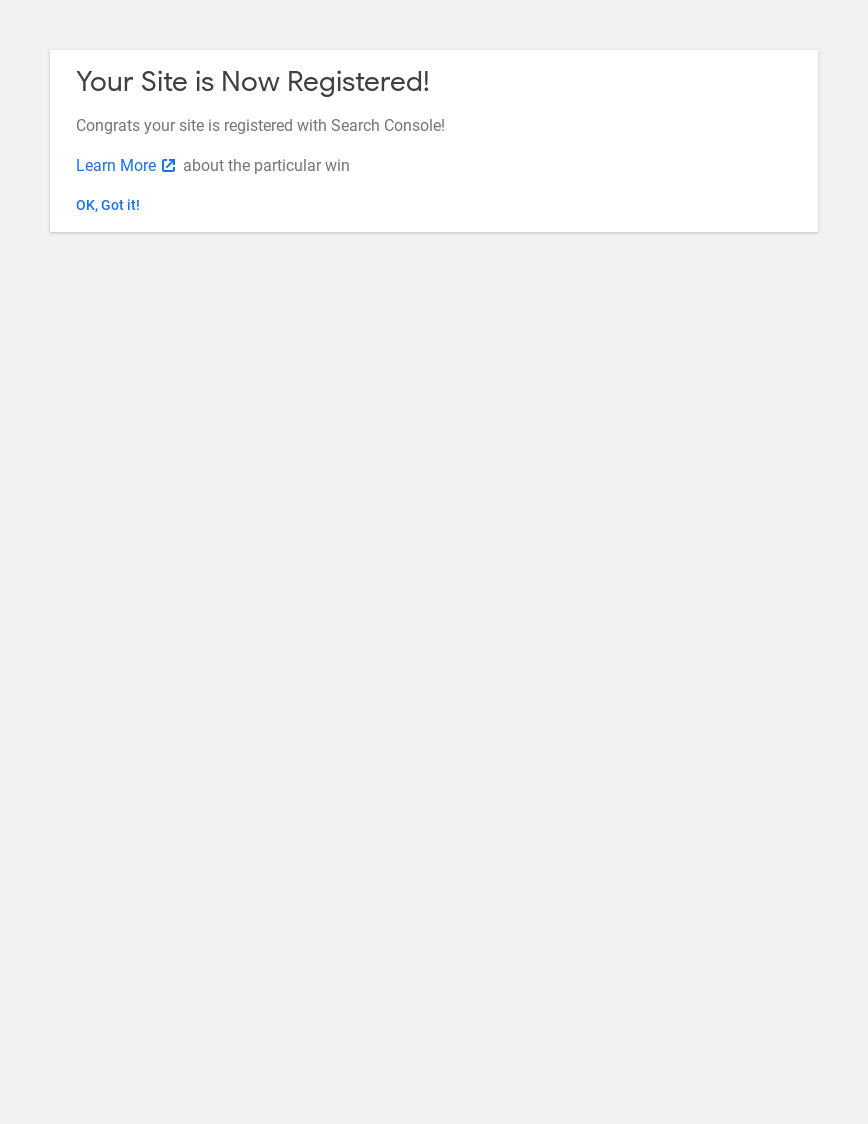 Your Site is Now Registered!
Congrats your site is registered with Search Console!
Learn More about the particular win
OK, Got it!